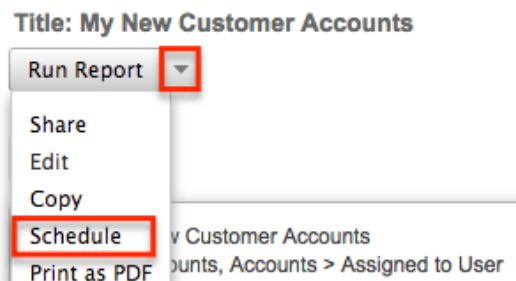 Title: My New Customer Accounts
Run Report
Share
Edit
Copy
Schedule
Customer Accounts
Print as PDF
Accounts > Assigned to User